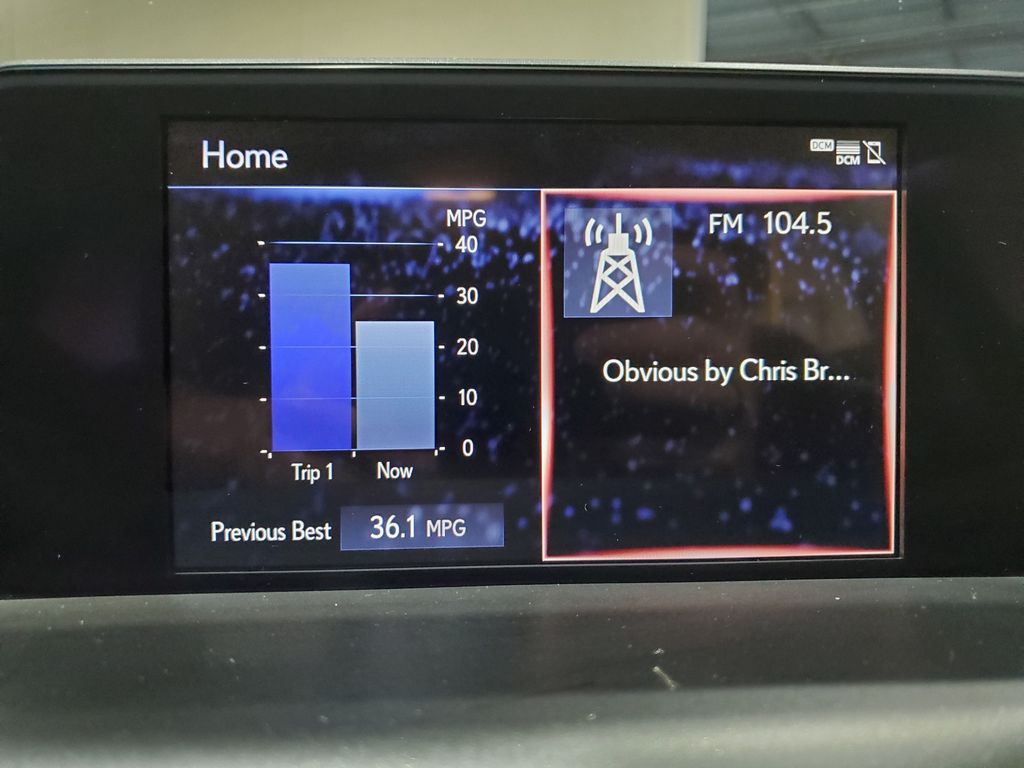 Home
DCM
DCM
MPG
40
30
20
10
0
Trip 1
Now
Previous Best
36.1 MPG
FM 104.5
Obvious by Chris Br...